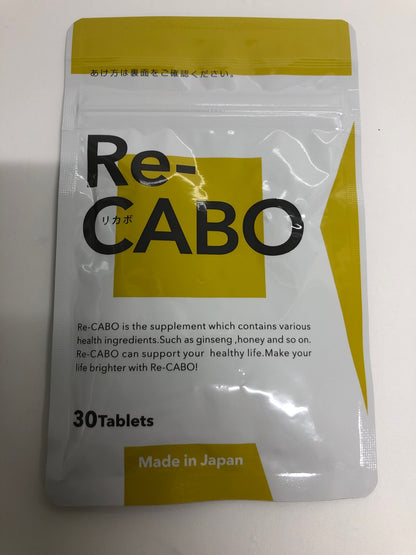 あけ方は裏面をご確認ください。
Re-
リカボ
CABO
Re-CABO is the supplement which contains various
health ingredients.Such as ginseng ,honey and so on.
Re-CABO can support your healthy life.Make your
life brighter with Re-CABO!
30Tablets
Made in Japan